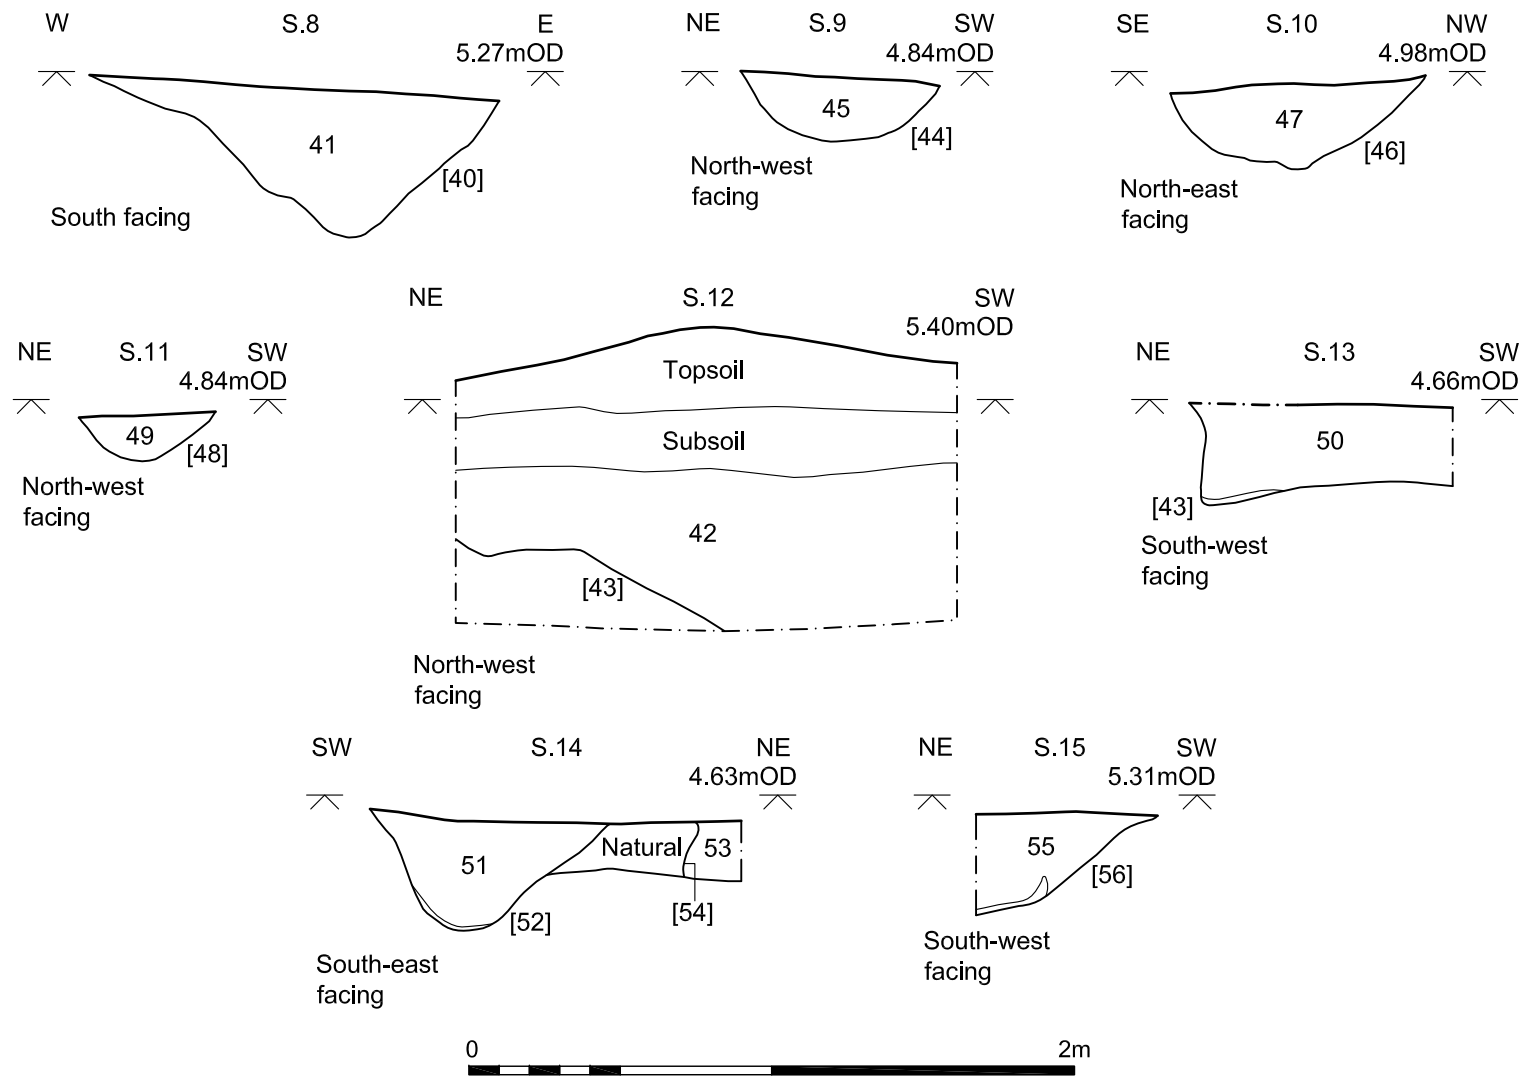 W S.8 E
5.27mOD
41
[40]
South facing
NE S.9 SW
4.84mOD
45
[44]
North-west
facing
SE S.10 NW
4.98mOD
47
[46]
North-east
facing
NE S.11 SW
4.84mOD
49
[48]
North-west
facing
NE S.12 SW
5.40mOD
Topsoil
Subsoil
42
[43]
North-west
facing
NE S.13 SW
4.66mOD
50
[43]
South-west
facing
SW S.14 NE
4.63mOD
Natural 53
51
[52] [54]
South-east
facing
NE S.15 SW
5.31mOD
55
[56]
South-west
facing
0 2m